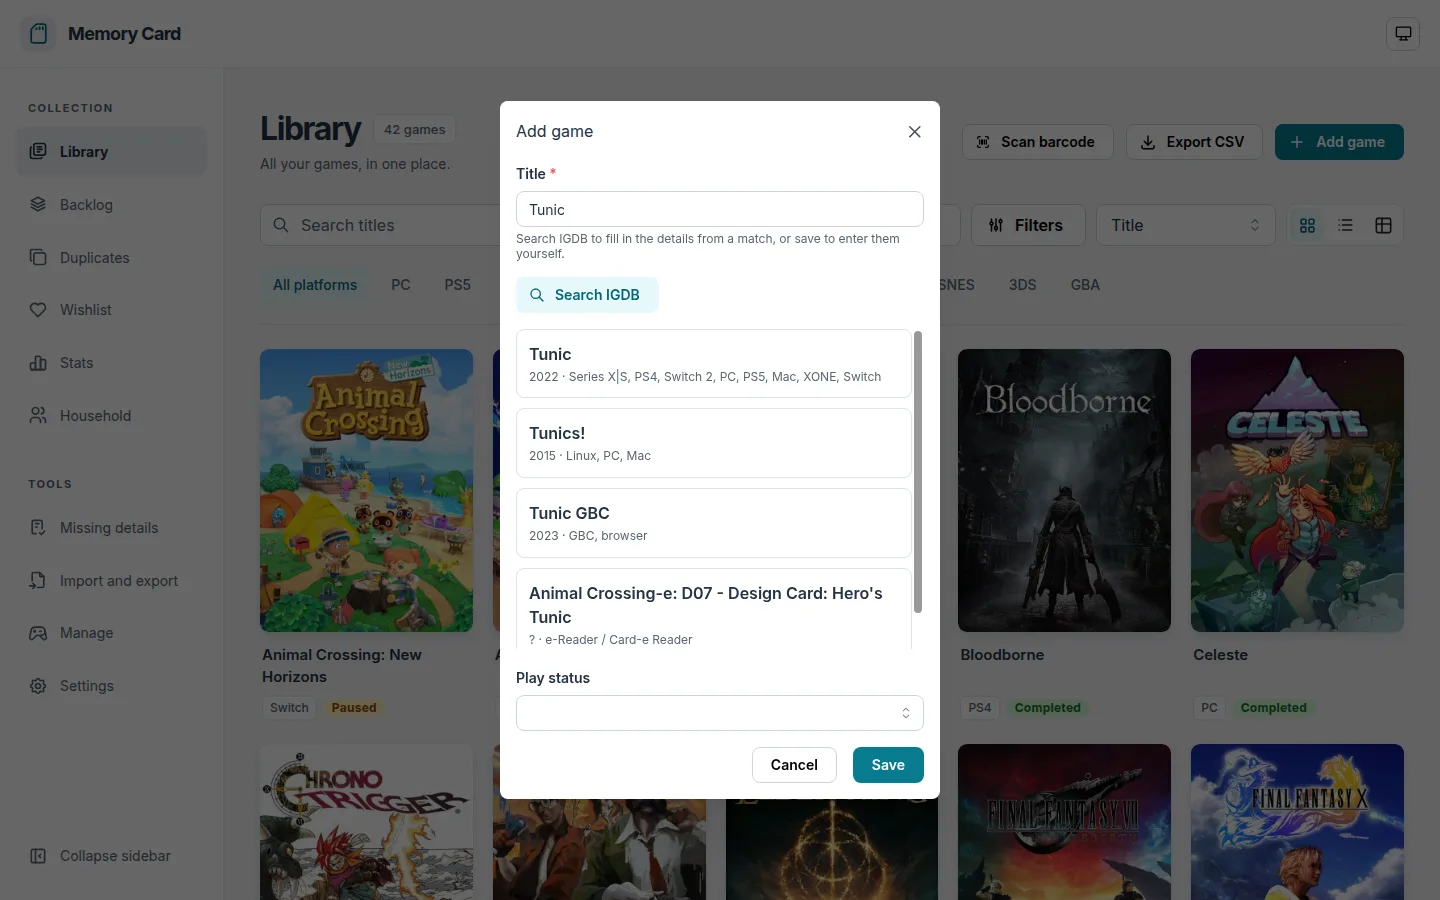 Memory Card
COLLECTION
Library
Backlog
Duplicates
Wishlist
Stats
Household
TOOLS
Missing details
Import and export
Manage
Settings
Collapse sidebar
Library
42 games
All your games, in one place.
Scan barcode
Export CSV
Add game
Search titles
Filters
Title
All platforms
PC
PS5
SNES
3DS
GBA
Add game
Title *
Tunic
Search IGDB to fill in the details from a match, or save to enter them
yourself.
Search IGDB
Tunic
2022 · Series X|S, PS4, Switch 2, PC, PS5, Mac, XONE, Switch
Tunics!
2015 · Linux, PC, Mac
Tunic GBC
2023 · GBC, browser
Animal Crossing-e: D07 - Design Card: Hero's
Tunic
? · e-Reader / Card-e Reader
Play status
Cancel
Save
New
Horizons
Animal
Crossing
Bloodborne
CELESTE
Animal Crossing: New
Horizons
Switch
Paused
Bloodborne
PS4
Completed
Celeste
PC
Completed
CHRONO
TRIGGER
FINAL FANTASY VII
FINAL FANTASY X